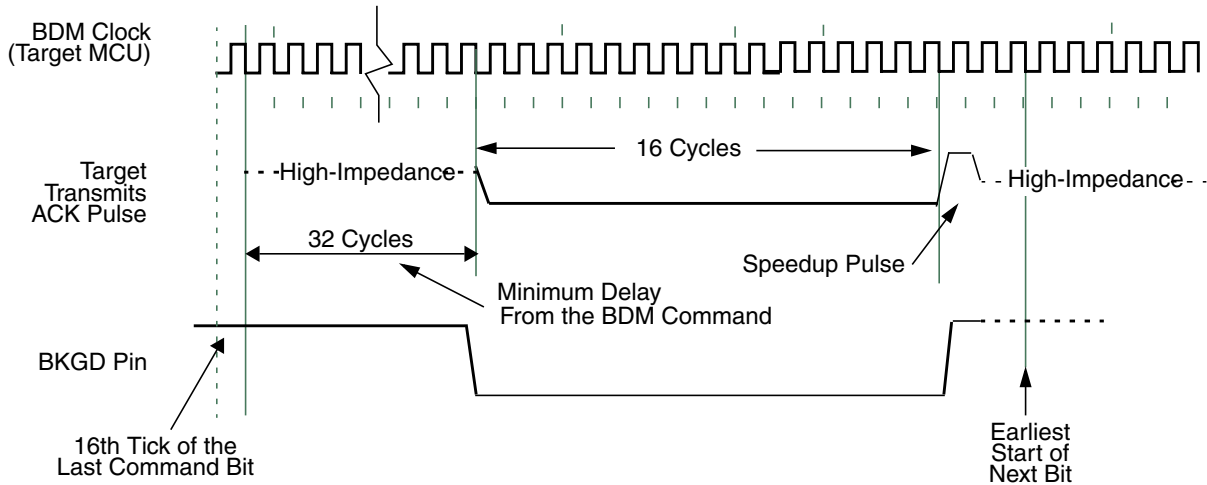 BDM Clock
(Target MCU)
16 Cycles
Target
Transmits
ACK Pulse
High-Impedance
High-Impedance
32 Cycles
Speedup Pulse
Minimum Delay
From the BDM Command
BKGD Pin
16th Tick of the
Last Command Bit
Earliest
Start of
Next Bit